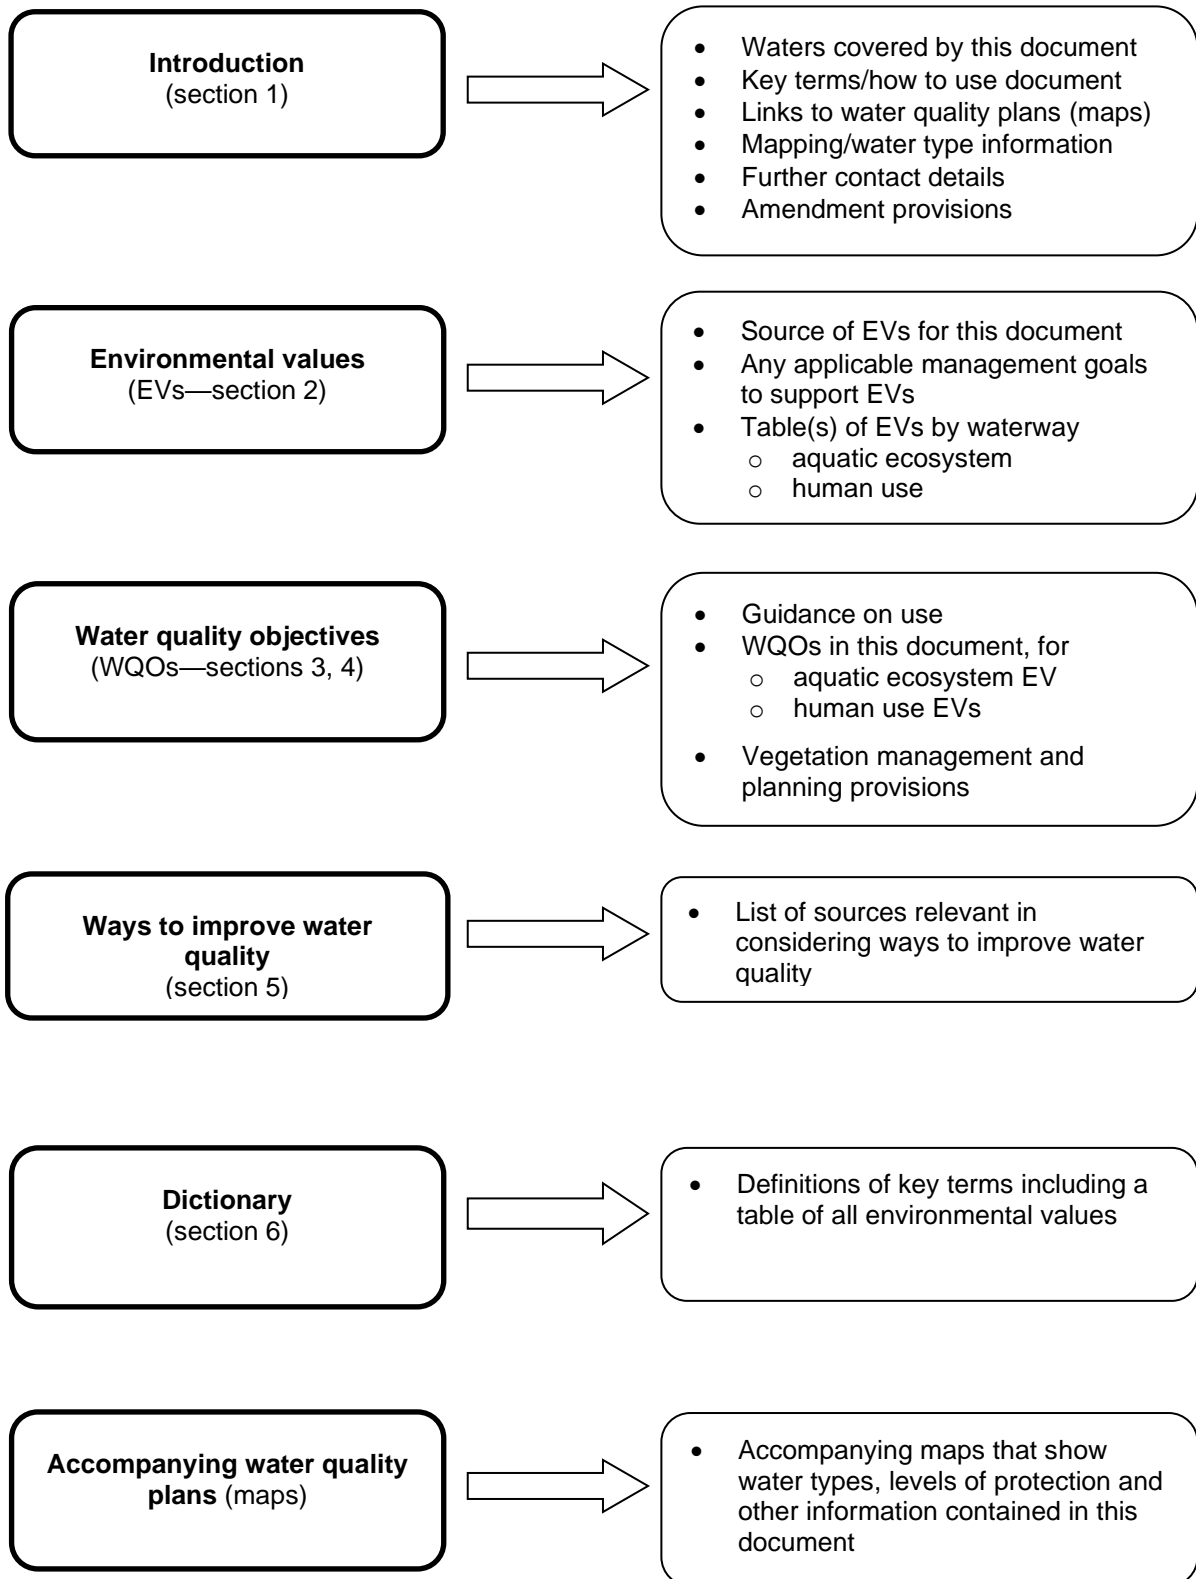 Introduction
(section 1)
• Waters covered by this document
• Key terms/how to use document
• Links to water quality plans (maps)
• Mapping/water type information
• Further contact details
• Amendment provisions
Environmental values
(EVs—section 2)
• Source of EVs for this document
• Any applicable management goals
to support EVs
• Table(s) of EVs by waterway
o aquatic ecosystem
o human use
Water quality objectives
(WQOs—sections 3, 4)
• Guidance on use
• WQOs in this document, for
o aquatic ecosystem EV
o human use EVs
• Vegetation management and
planning provisions
Ways to improve water
quality
(section 5)
• List of sources relevant in
considering ways to improve water
quality
Dictionary
(section 6)
• Definitions of key terms including a
table of all environmental values
Accompanying water quality
plans (maps)
• Accompanying maps that show
water types, levels of protection and
other information contained in this
document